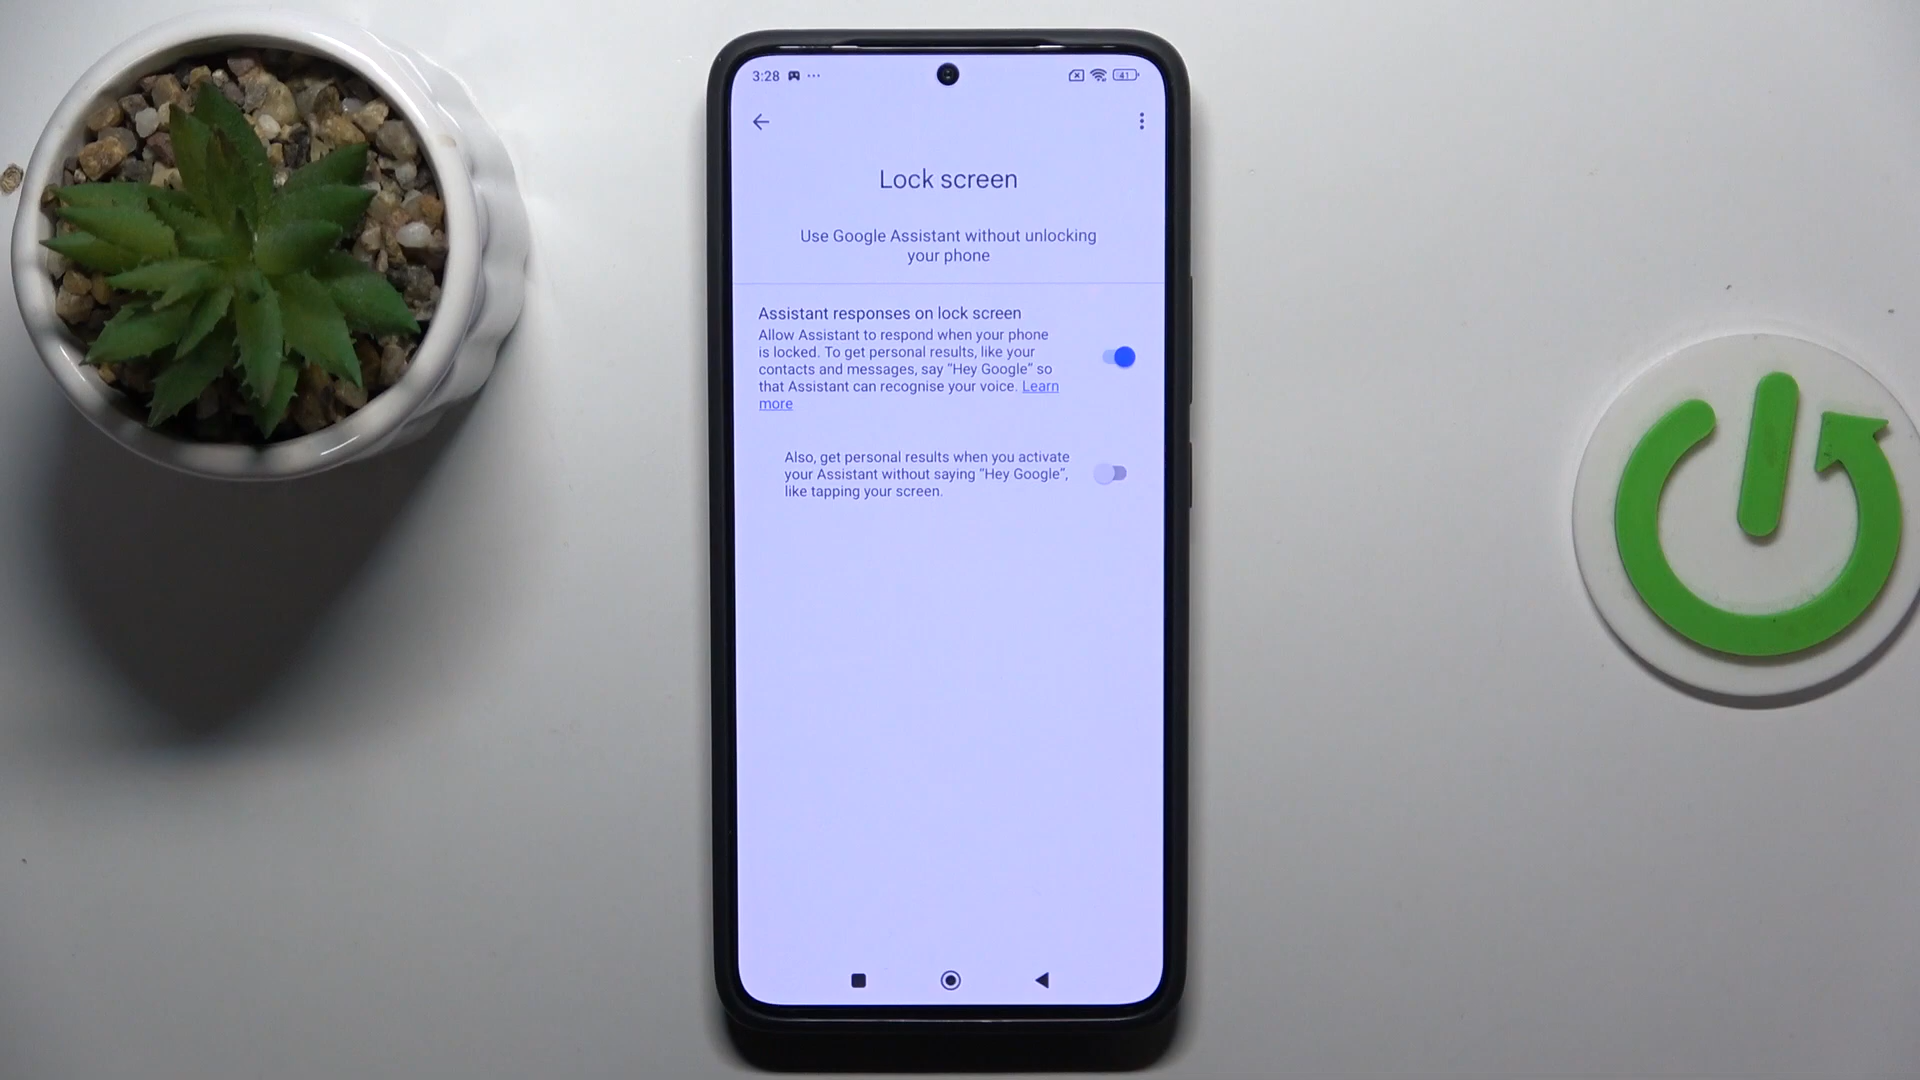 3:28 ... 41
Lock screen
Use Google Assistant without unlocking
your phone
Assistant responses on lock screen
Allow Assistant to respond when your phone
is locked. To get personal results, like your
contacts and messages, say “Hey Google” so
that Assistant can recognise your voice. Learn
more
Also, get personal results when you activate
your Assistant without saying “Hey Google”,
like tapping your screen.